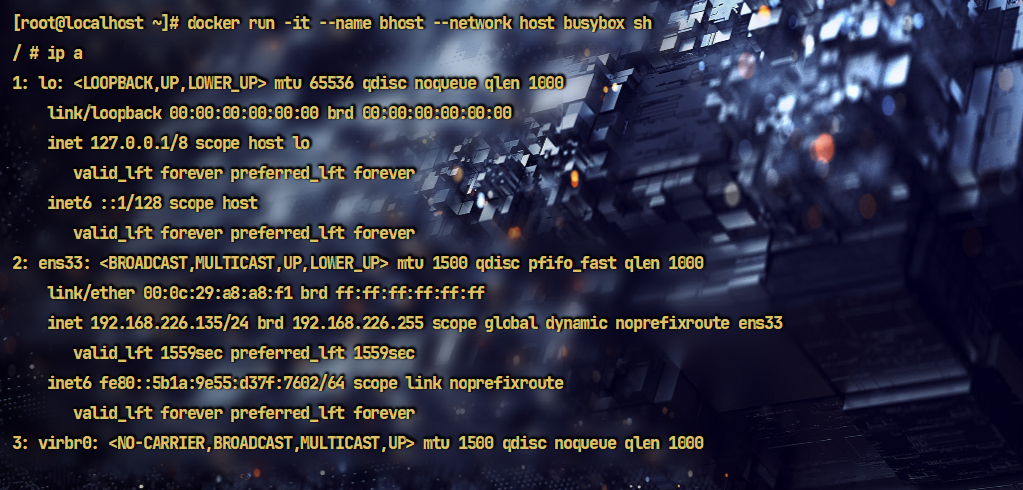 [root@localhost ~]# docker run -it --name bhost --network host busybox sh
/ # ip a
1: lo: <LOOPBACK,UP,LOWER_UP> mtu 65536 qdisc noqueue qlen 1000
    link/loopback 00:00:00:00:00:00 brd 00:00:00:00:00:00
    inet 127.0.0.1/8 scope host lo
       valid_lft forever preferred_lft forever
    inet6 ::1/128 scope host
       valid_lft forever preferred_lft forever
2: ens33: <BROADCAST,MULTICAST,UP,LOWER_UP> mtu 1500 qdisc pfifo_fast qlen 1000
    link/ether 00:0c:29:a8:a8:f1 brd ff:ff:ff:ff:ff:ff
    inet 192.168.226.135/24 brd 192.168.226.255 scope global dynamic noprefixroute ens33
       valid_lft 1559sec preferred_lft 1559sec
    inet6 fe80::5b1a:9e55:d37f:7602/64 scope link noprefixroute
       valid_lft forever preferred_lft forever
3: virbr0: <NO-CARRIER,BROADCAST,MULTICAST,UP> mtu 1500 qdisc noqueue qlen 1000